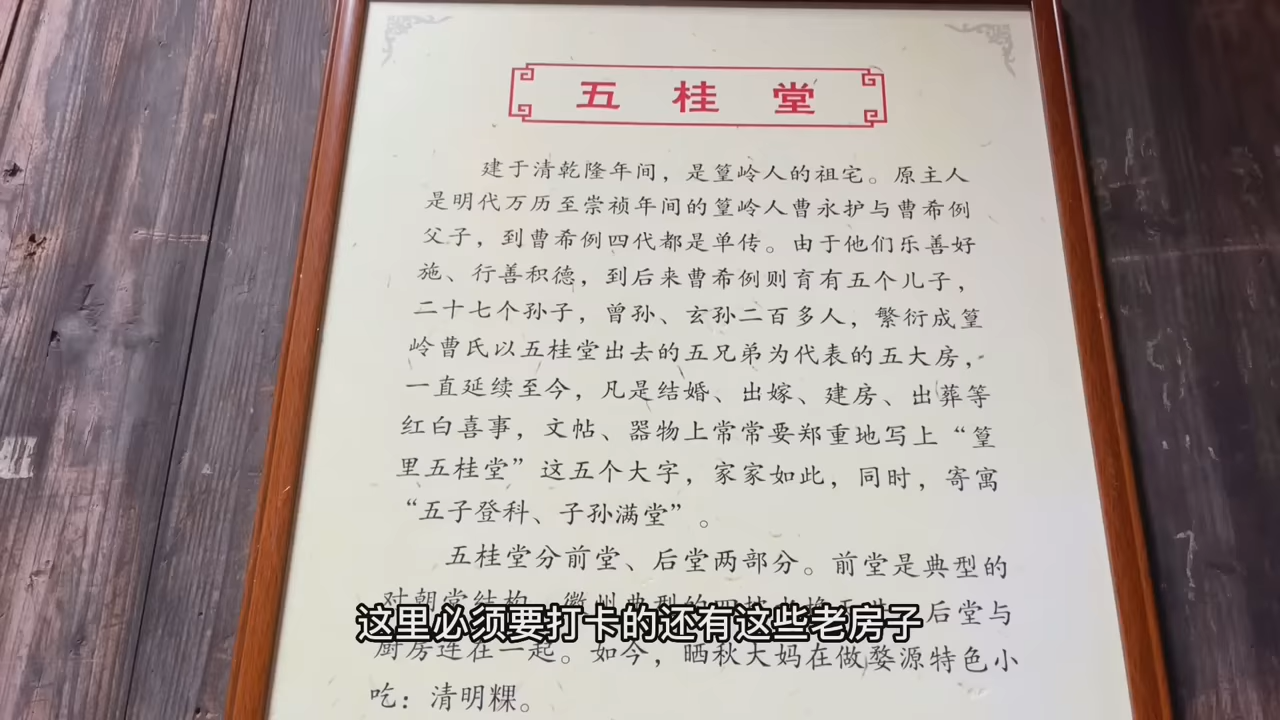 五桂堂
建于清乾隆年间，是篁岭人的祖宅。原主人
是明代万历至崇祯年间的篁岭人曹永护与曹希例
父子，到曹希例四代都是单传。由于他们乐善好
施、行善积德，到后来曹希例则育有五个儿子，
二十七个孙子，曾孙、玄孙二百多人，繁衍成篁
岭曹氏以五桂堂出去的五兄弟为代表的五大房，
一直延续至今，凡是结婚、出嫁、建房、出葬等
红白喜事，文帖、器物上常常要郑重地写上“篁
里五桂堂”这五个大字，家家如此，同时，寄寓
“五子登科、子孙满堂”。
五桂堂分前堂、后堂两部分。前堂是典型的
对朝堂结构 后堂与
这里必须要打卡的还有这些老房子
厨房连在一起。如今，晒秋大妈在做婺源特色小
吃：清明粿。